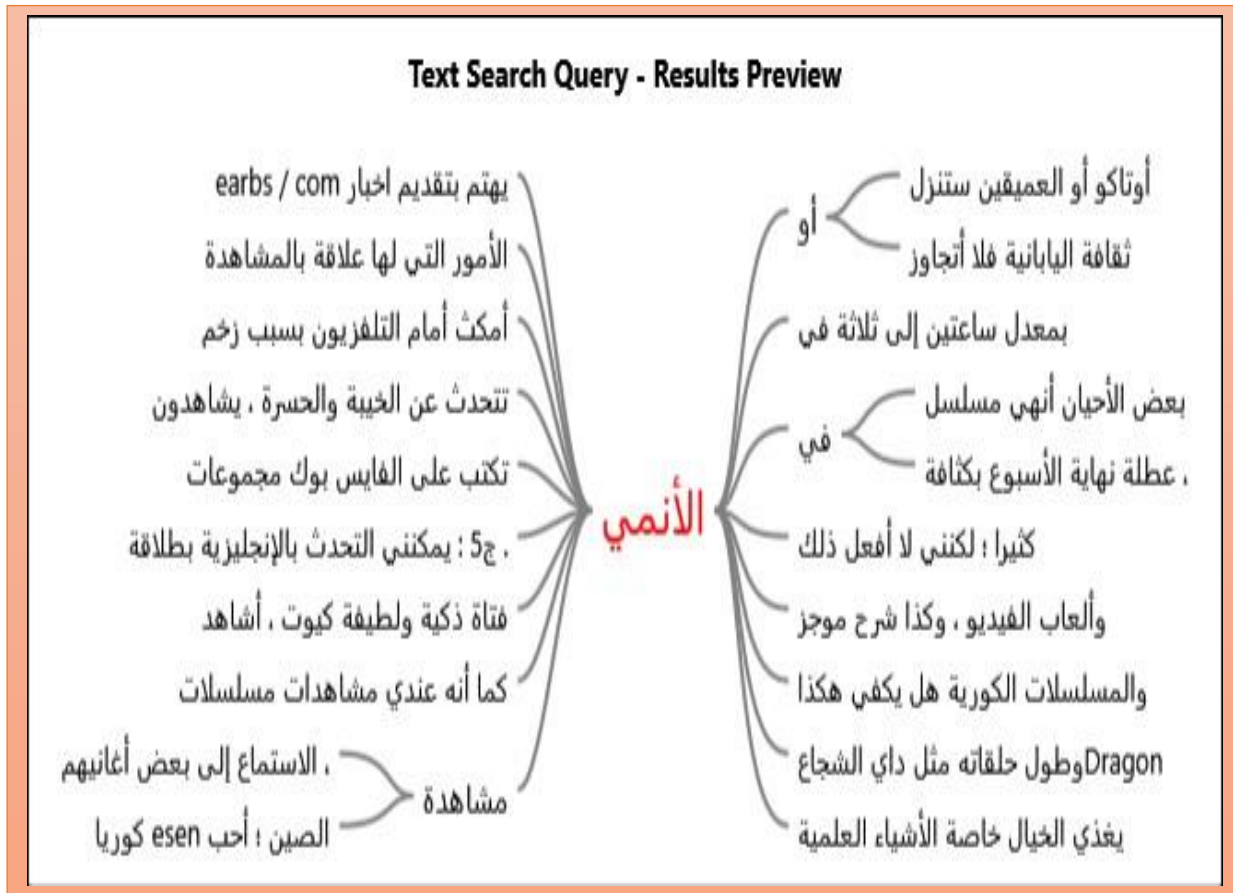 Text Search Query - Results Preview
يهتم بتقديم اخبار earbs / com
الأمور التي لها علاقة بالمشاهدة
أمكث أمام التلفزيون بسبب زخم
تتحدث عن الخيبة والحسرة ، يشاهدون
تكتب على الفايس بوك مجموعات
، ج5 : يمكنني التحدث بالإنجليزية بطلاقة
فتاة ذكية ولطيفة كيوت ، أشاهد
كما أنه عندي مشاهدات مسلسلات
مشاهدة
، الاستماع إلى بعض أغانيهم
الصين ؛ أحب esen كوريا
الأنمي
أو
أوتاكو أو العميقين ستنزل
ثقافة اليابانية فلا أتجاوز
بمعدل ساعتين إلى ثلاثة في
في
بعض الأحيان أنهي مسلسل
، عطلة نهاية الأسبوع بكثافة
كثيرا ؛ لكنني لا أفعل ذلك
وألعاب الفيديو ، وكذا شرح موجز
والمسلسلات الكورية هل يكفي هكذا
Dragonوطول حلقاته مثل داي الشجاع
يغذي الخيال خاصة الأشياء العلمية